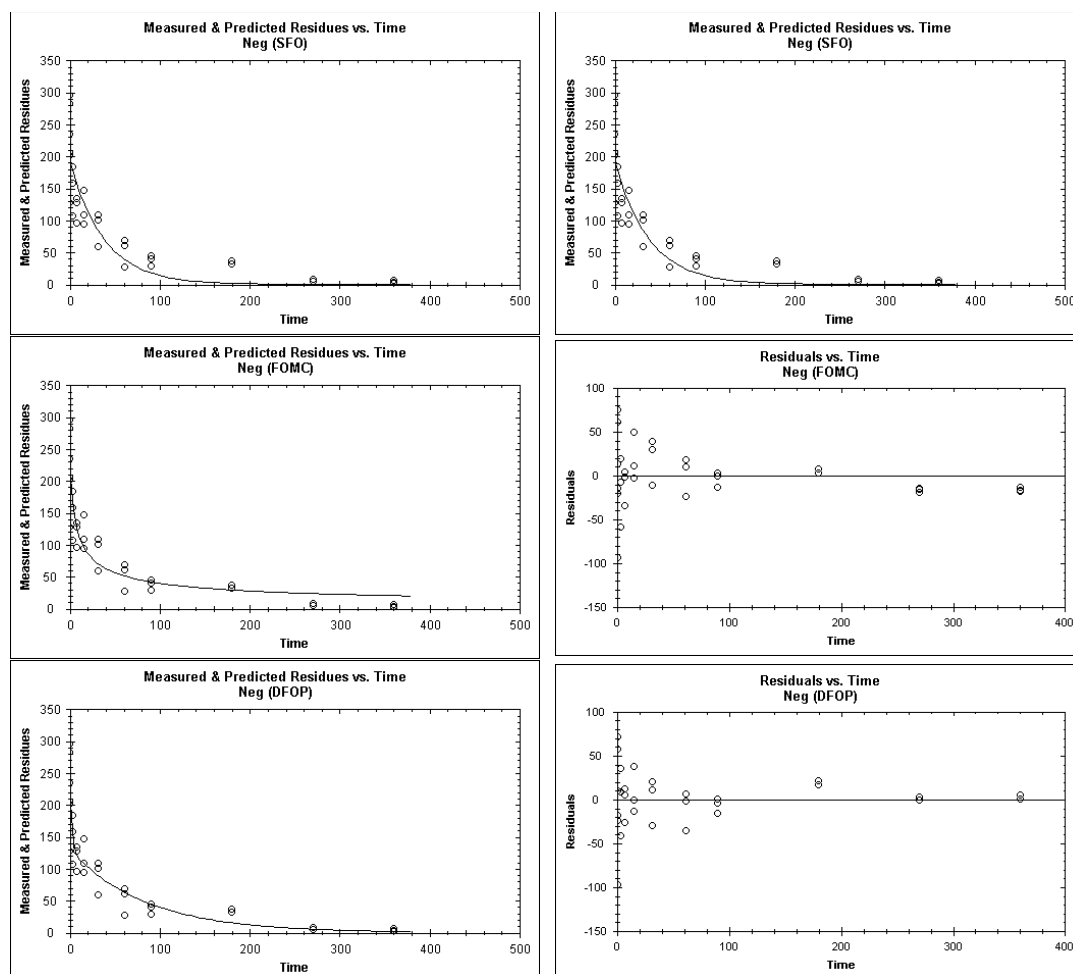 Measured & Predicted Residues vs. Time
Neg (SFO)
Measured & Predicted Residues
350
300
250
200
150
100
50
0
0 100 200 300 400 500
Time
Measured & Predicted Residues vs. Time
Neg (SFO)
Measured & Predicted Residues
350
300
250
200
150
100
50
0
0 100 200 300 400 500
Time
Measured & Predicted Residues vs. Time
Neg (FOMC)
Measured & Predicted Residues
350
300
250
200
150
100
50
0
0 100 200 300 400 500
Time
Residuals vs. Time
Neg (FOMC)
Residuals
100
50
0
-50
-100
-150
0 100 200 300 400
Time
Measured & Predicted Residues vs. Time
Neg (DFOP)
Measured & Predicted Residues
350
300
250
200
150
100
50
0
0 100 200 300 400 500
Time
Residuals vs. Time
Neg (DFOP)
Residuals
100
50
0
-50
-100
-150
0 100 200 300 400
Time